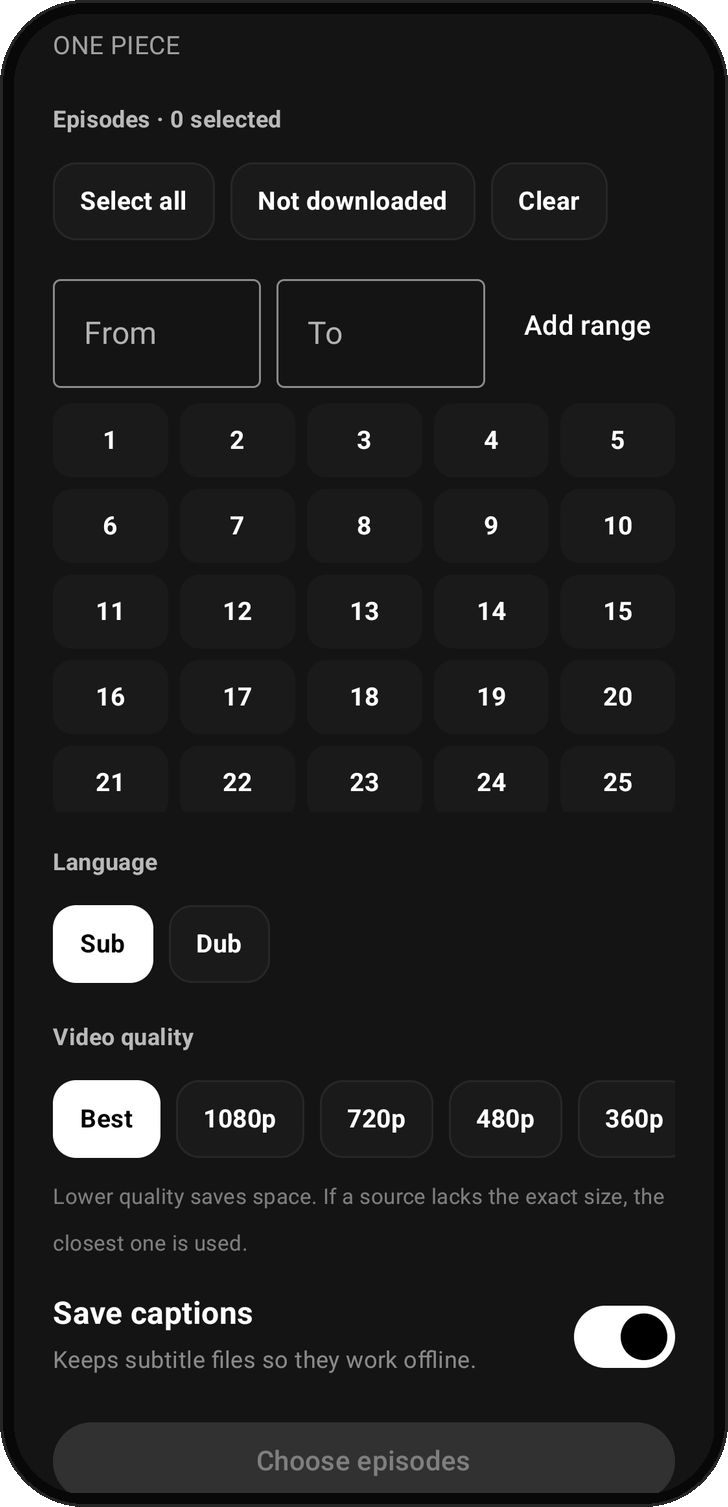 ONE PIECE
Episodes · 0 selected
Select all Not downloaded Clear
From To Add range
1 2 3 4 5
6 7 8 9 10
11 12 13 14 15
16 17 18 19 20
21 22 23 24 25
Language
Sub Dub
Video quality
Best 1080p 720p 480p 360p
Lower quality saves space. If a source lacks the exact size, the
closest one is used.
Save captions
Keeps subtitle files so they work offline.
Choose episodes